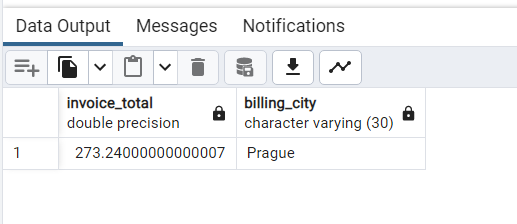 Data Output Messages Notifications
invoice_total billing_city
double precision character varying (30)
1 273.24000000000007 Prague